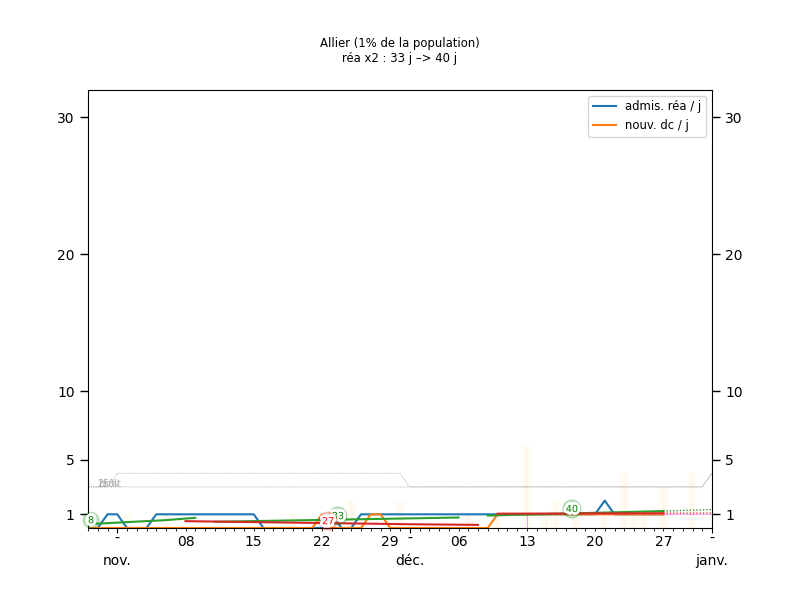 Allier (1% de la population)
réa x2 : 33 j –> 40 j
admis. réa / j
nouv. dc / j
30 30
20 20
10 10
5 5
1 1
8 27 33 40
- 08 15 22 29 - 06 13 20 27 -
nov. déc. janv.